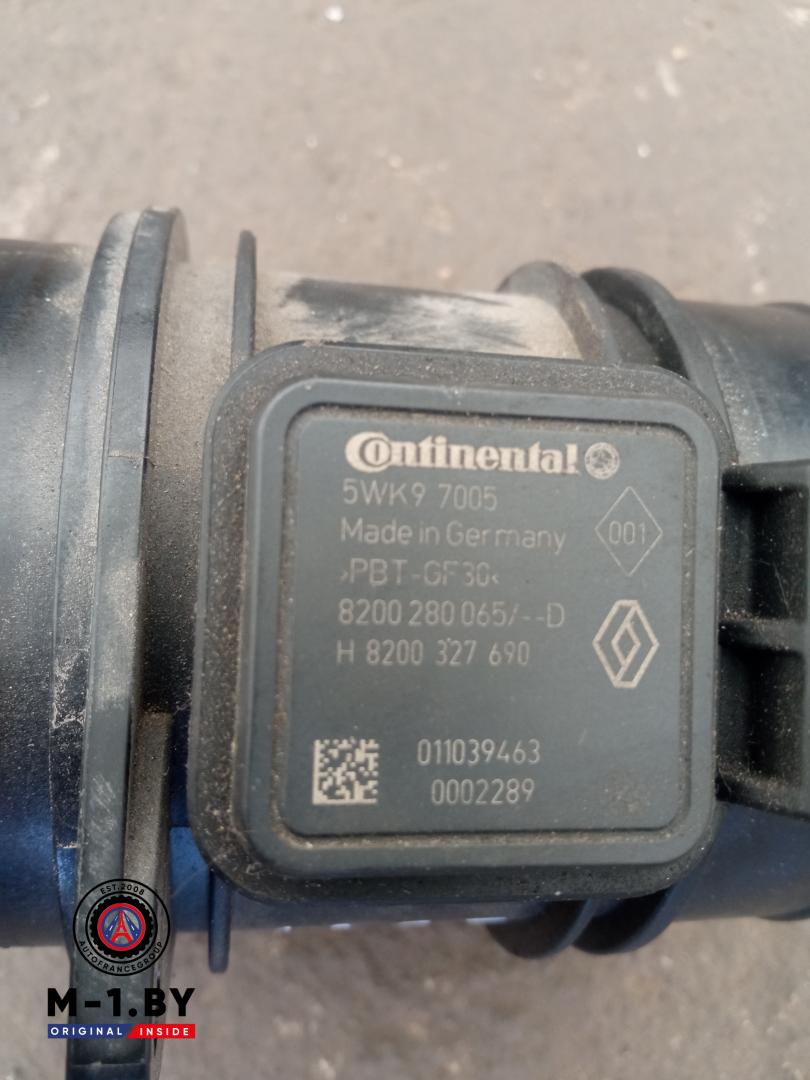 Continental
5WK9 7005
Made in Germany
001
>PBT-GF30<
8200 280 065/--D
H 8200 327 690
011039463
0002289
EST.2008
AUTOFRANCEGROUP
M-1.BY
ORIGINAL INSIDE